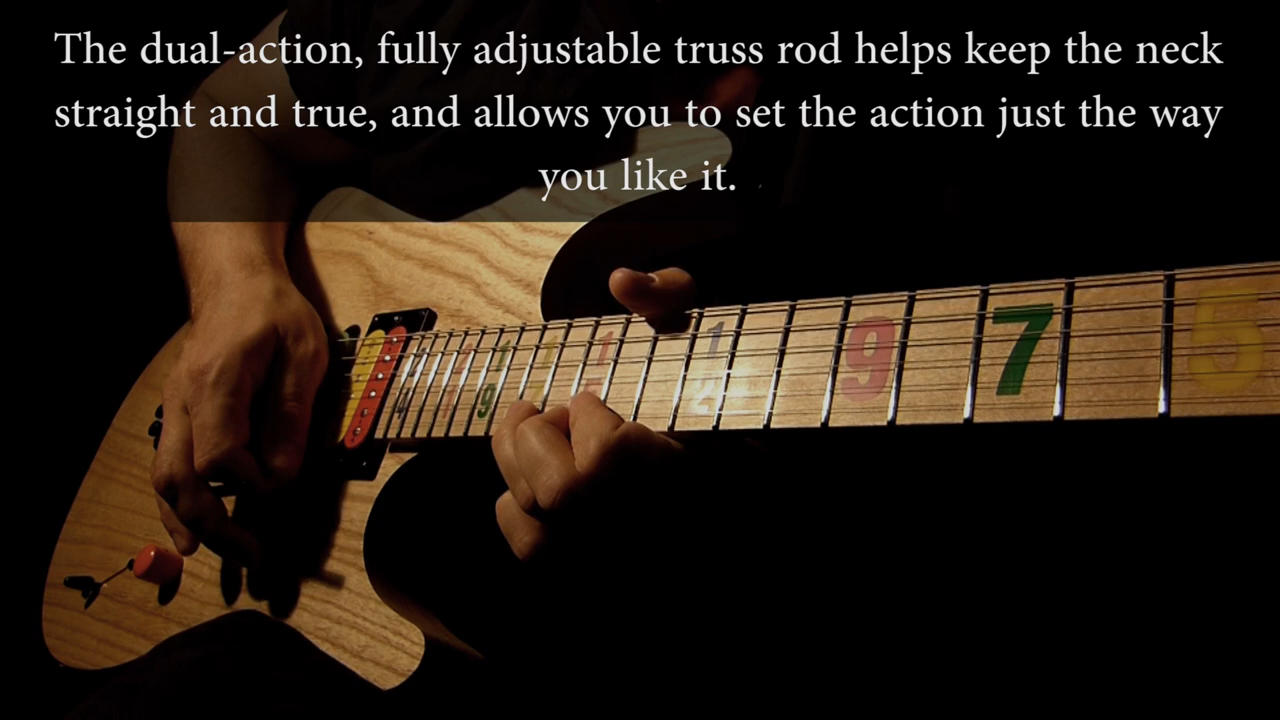 The dual-action, fully adjustable truss rod helps keep the neck
straight and true, and allows you to set the action just the way
you like it.
9
7
5